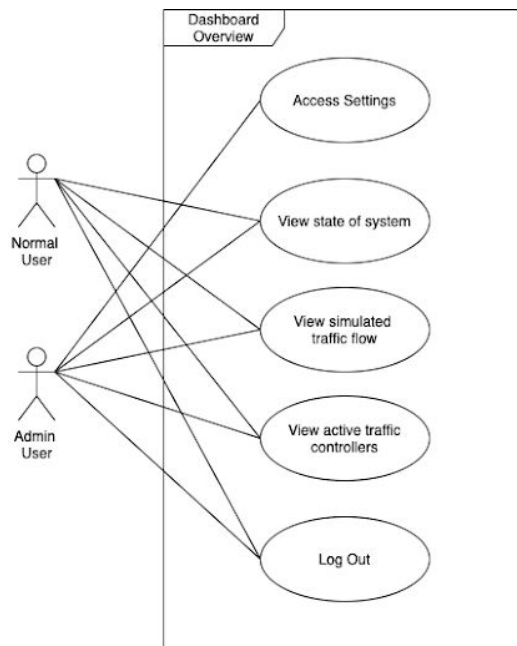 Dashboard
Overview
Access Settings
Normal
User
View state of system
View simulated
traffic flow
Admin
User
View active traffic
controllers
Log Out